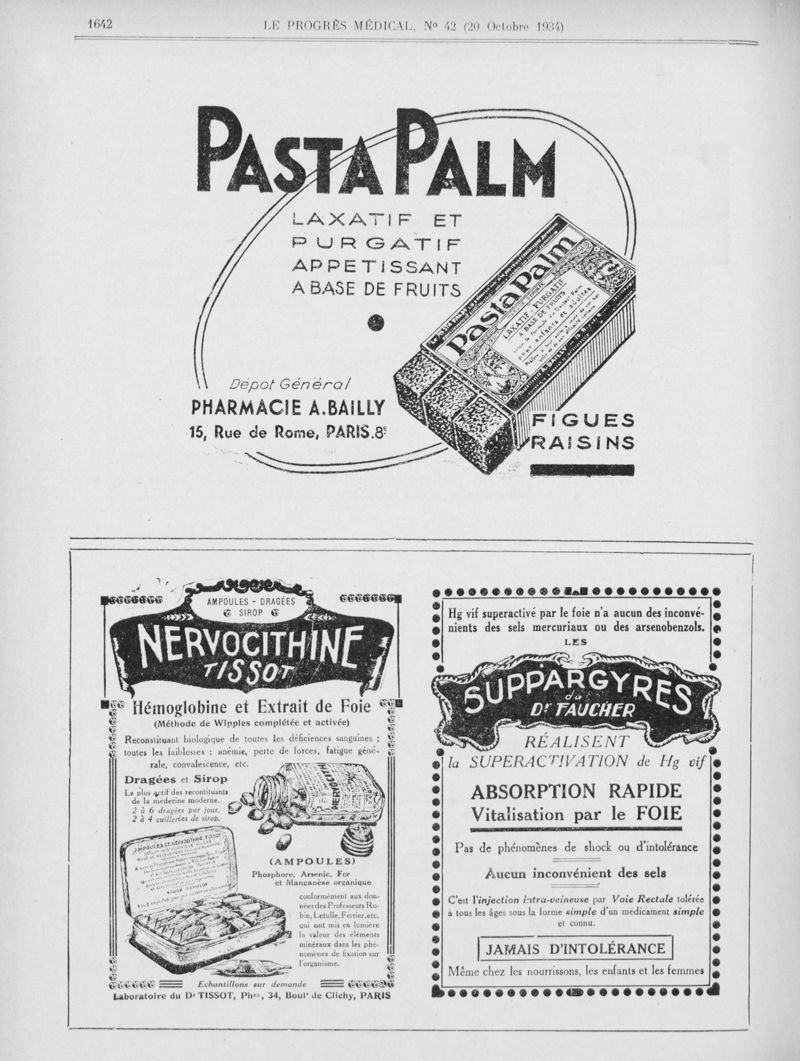 1642
LE PROGRÈS MÉDICAL, Nº 42 (20 Octobre 1934)
PASTA PALM
LAXATIF ET
PURGATIF
APPETISSANT
A BASE DE FRUITS
Dépot Général
PHARMACIE A.BAILLY
15, Rue de Rome, PARIS.8e
Pasta Palm
LAXATIF - PURGATIF
A BASE DE FRUITS
FIGUES
RAISINS
AMPOULES - DRAGÉES
SIROP
NERVOCITHINE
TISSOT
Hémoglobine et Extrait de Foie
(Méthode de Wipples complétée et activée)
Reconstituant biologique de toutes les déficiences sanguines ;
toutes les faiblesses : anémie, perte de forces, fatigue géné-
rale, convalescence, etc.
Dragées et Sirop
Le plus actif des recontituants
de la médecine moderne.
2 à 6 dragées par jour.
2 à 4 cuillerées de sirop.
(AMPOULES)
Phosphore, Arsenic, Fer
et Manganèse organique
conformément aux don-
nées des Professeurs Ro-
bin, Letulle, Ferrier, etc.
qui ont mis en lumière
la valeur des éléments
minéraux dans les phé-
nomènes de fixation sur
l'organisme.
Echantillons sur demande
Laboratoire du Dr TISSOT, Phen, 34, Boulr de Clichy, PARIS
Hg vif superactivé par le foie n'a aucun des inconvé-
nients des sels mercuriaux ou des arsenobenzols.
LES
SUPPARGYRES
du
Dr FAUCHER
RÉALISENT
la SUPERACTIVATION de Hg vif
ABSORPTION RAPIDE
Vitalisation par le FOIE
Pas de phénomènes de shock ou d'intolérance
Aucun inconvénient des sels
C'est l'injection intra-veineuse par Voie Rectale tolérée
à tous les âges sous la forme simple d'un médicament simple
et connu.
JAMAIS D'INTOLÉRANCE
Même chez les nourrissons, les enfants et les femmes